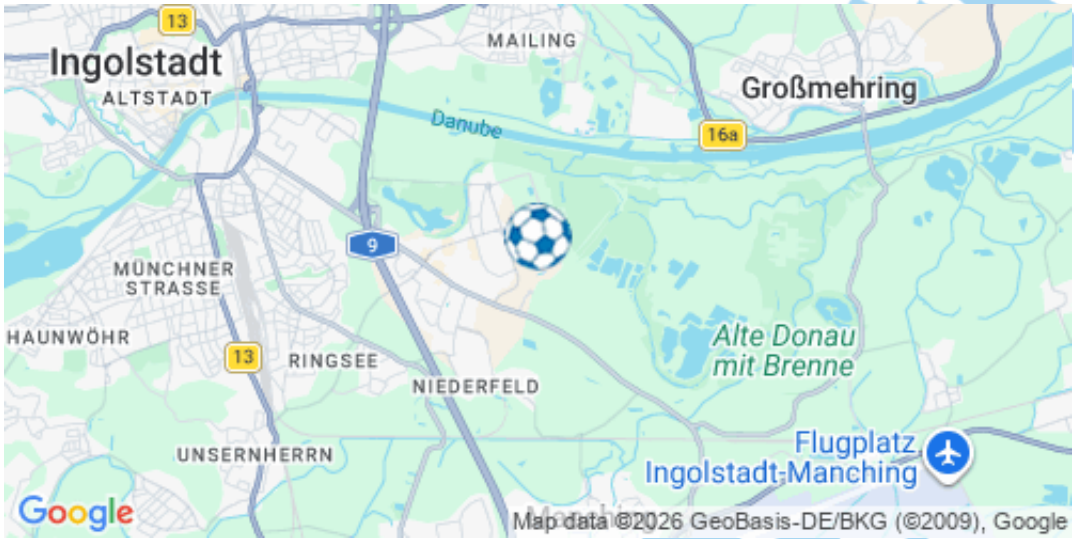 13
MAILING
Ingolstadt
ALTSTADT
Großmehring
Danube
16a
9
MÜNCHNER
STRASSE
HAUNWÖHR
13
RINGSEE
Alte Donau
mit Brenne
NIEDERFELD
UNSERNHERRN
Flugplatz
Ingolstadt-Manching
Google
Manching
Map data ©2026 GeoBasis-DE/BKG (©2009), Google